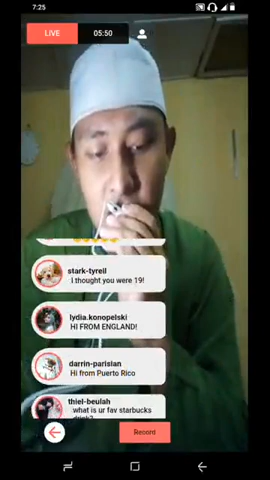 7:25
LIVE
05:50
stark-tyrell
I thought you were 19!
lydia.konopelski
HI FROM ENGLAND!
darrin-parisian
Hi from Puerto Rico
thiel-beulah
what is ur fav starbucks
drink?
Record